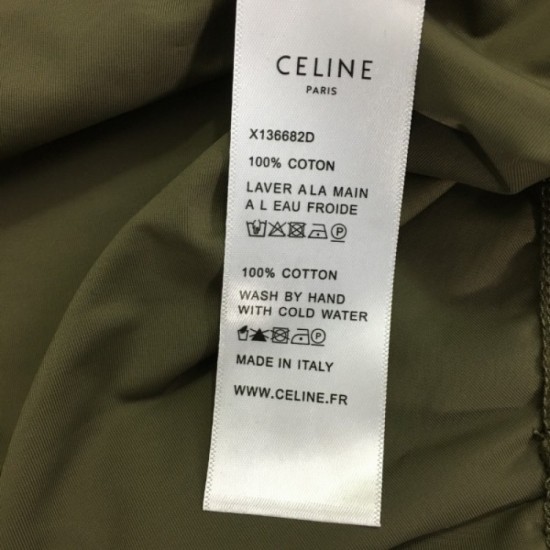 CELINE
PARIS
X136682D
100% COTON
LAVER A LA MAIN
A L EAU FROIDE
P
100% COTTON
WASH BY HAND
WITH COLD WATER
P
MADE IN ITALY
WWW.CELINE.FR